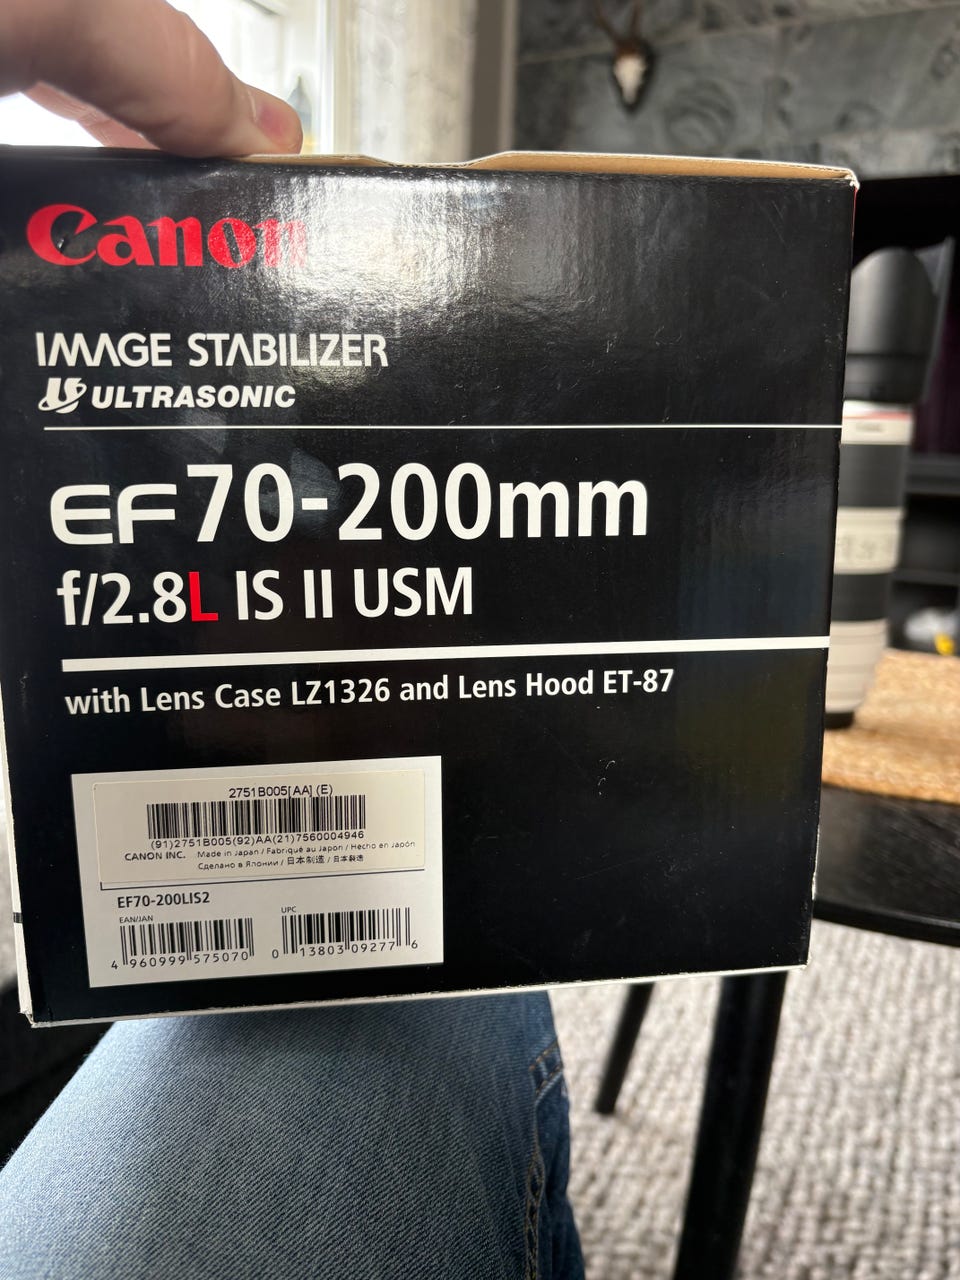 Canon
IMAGE STABILIZER
ULTRASONIC
EF70-200mm
f/2.8L IS II USM
with Lens Case LZ1326 and Lens Hood ET-87
2751B005[AA] (E)
(91)2751B005(92)AA(21)7560004946
CANON INC. Made in Japan / Fabriqué au Japon / Hecho en Japón
Сделано в Японии / 日本制造 / 日本製造
EF70-200LIS2
EAN/JAN
UPC
4 960999 575070
0 13803 09277 6